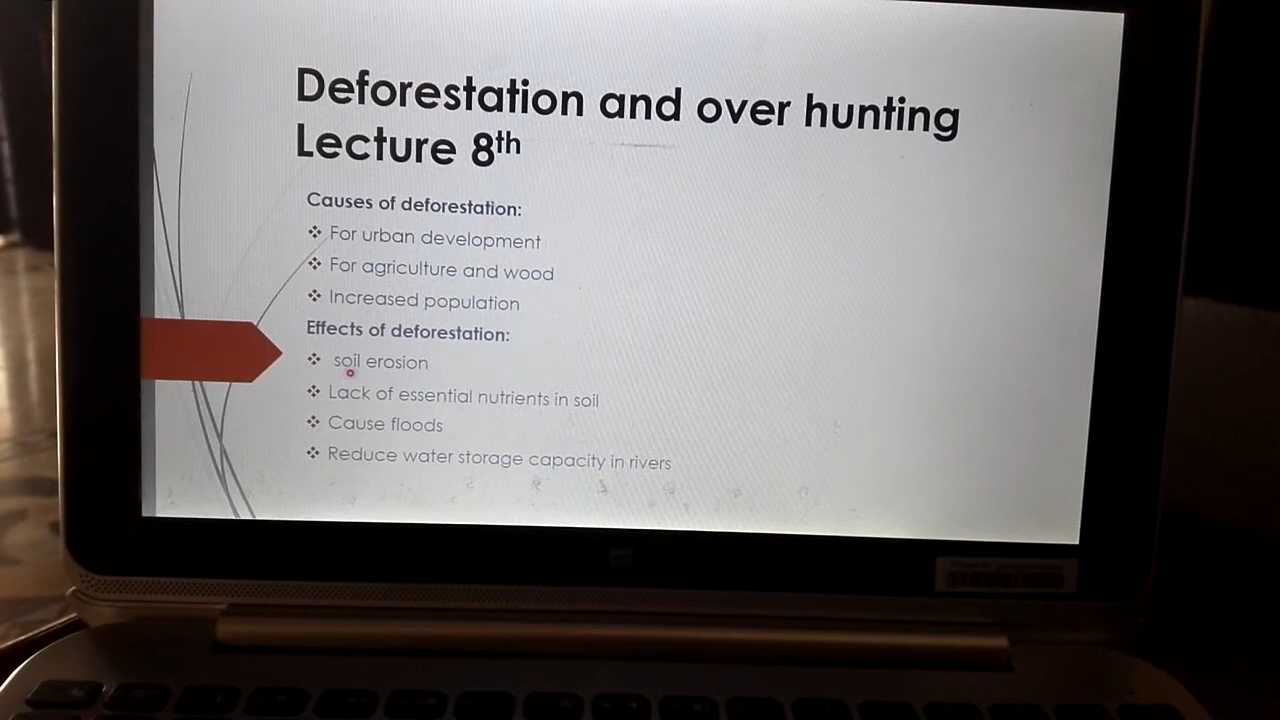 Deforestation and over hunting
Lecture 8th
Causes of deforestation:
For urban development
For agriculture and wood
Increased population
Effects of deforestation:
soil erosion
Lack of essential nutrients in soil
Cause floods
Reduce water storage capacity in rivers